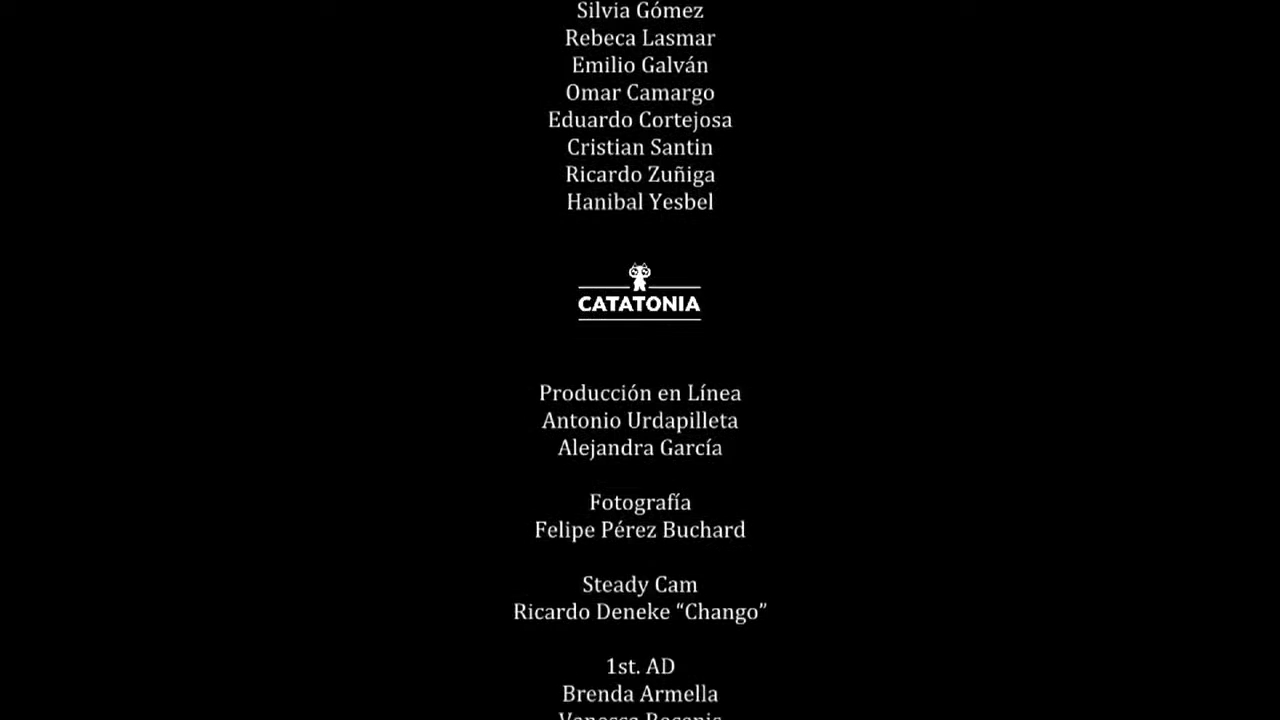 Silvia Gómez
Rebeca Lasmar
Emilio Galván
Omar Camargo
Eduardo Cortejosa
Cristian Santin
Ricardo Zuñiga
Hanibal Yesbel
CATATONIA
Producción en Línea
Antonio Urdapilleta
Alejandra García
Fotografía
Felipe Pérez Buchard
Steady Cam
Ricardo Deneke “Chango”
1st. AD
Brenda Armella
Vanessa